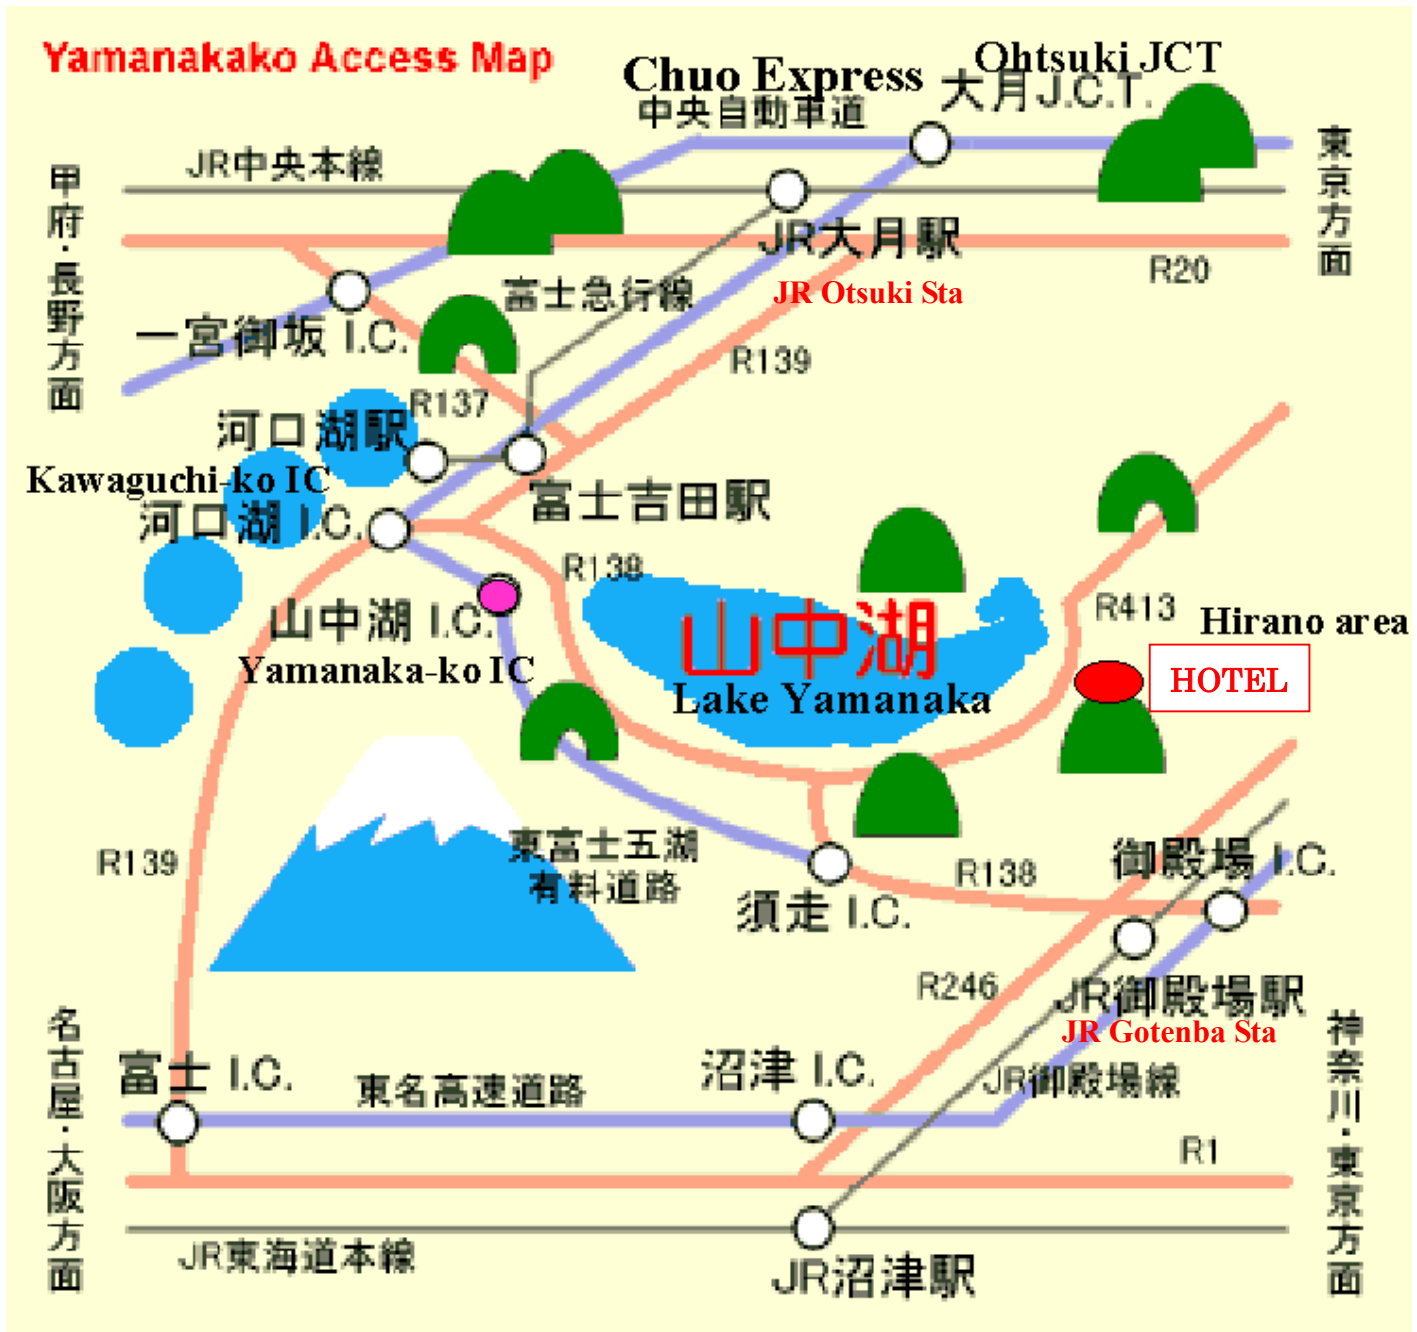 Yamanakako Access Map
Ohtsuki JCT
Chuo Express
大月J.C.T.
中央自動車道
JR中央本線
東京方面
甲府・長野方面
JR大月駅
R20
JR Otsuki Sta
富士急行線
一宮御坂 I.C.
R139
R137
河口湖駅
Kawaguchi-ko IC
河口湖 I.C.
富士吉田駅
R138
R413
山中湖
Hirano area
山中湖 I.C.
Yamanaka-ko IC
HOTEL
Lake Yamanaka
東富士五湖
有料道路
R139
R138
御殿場 I.C.
須走 I.C.
R246
JR御殿場駅
JR Gotenba Sta
名古屋・大阪方面
神奈川・東京方面
富士 I.C.
沼津 I.C.
東名高速道路
JR御殿場線
R1
JR東海道本線
JR沼津駅